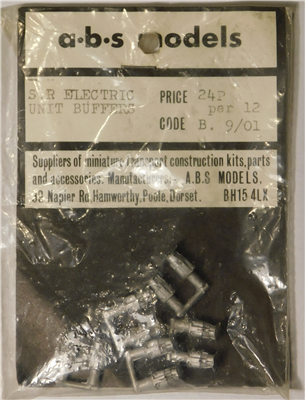 a·b·s models
S.R ELECTRIC
UNIT BUFFERS
PRICE 24P
per 12
CODE B. 9/01
Suppliers of miniature transport construction kits, parts
and accessories. Manufacturers:- A.B.S MODELS.
32 Napier Rd, Hamworthy, Poole, Dorset. BH15 4LX